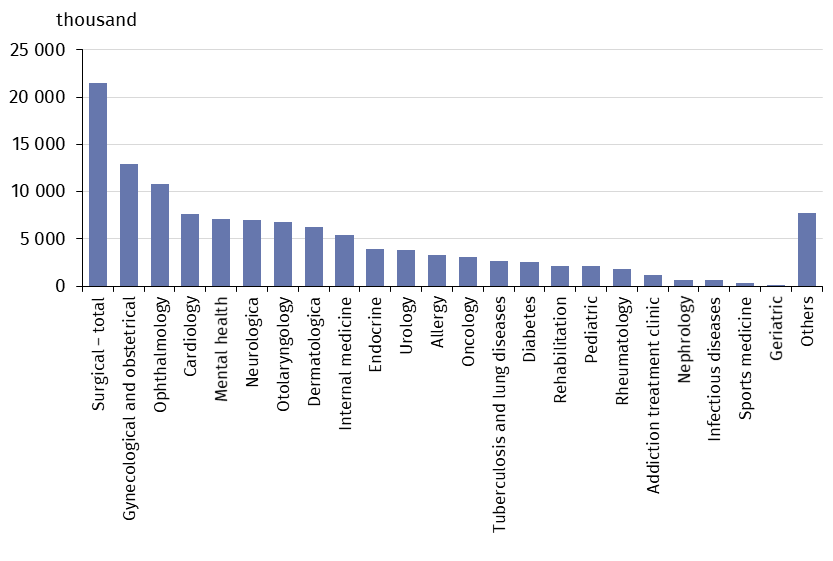 thousand
25 000
20 000
15 000
10 000
5 000
0
Surgical – total
Gynecological and obstetrical
Ophthalmology
Cardiology
Mental health
Neurologica
Otolaryngology
Dermatologica
Internal medicine
Endocrine
Urology
Allergy
Oncology
Tuberculosis and lung diseases
Diabetes
Rehabilitation
Pediatric
Rheumatology
Addiction treatment clinic
Nephrology
Infectious diseases
Sports medicine
Geriatric
Others